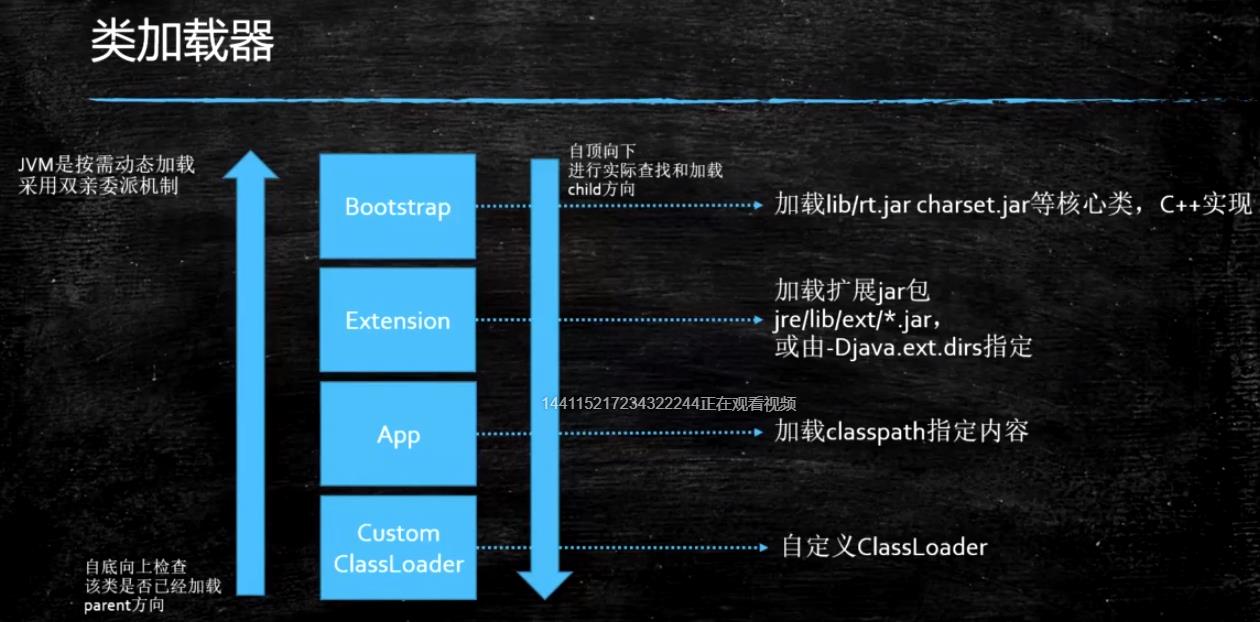 类加载器
JVM是按需动态加载
采用双亲委派机制
自顶向下
进行实际查找和加载
child方向
Bootstrap
加载lib/rt.jar charset.jar等核心类，C++实现
Extension
加载扩展jar包
jre/lib/ext/*.jar，
或由-Djava.ext.dirs指定
144115217234322244正在观看视频
App
加载classpath指定内容
Custom
ClassLoader
自定义ClassLoader
自底向上检查
该类是否已经加载
parent方向